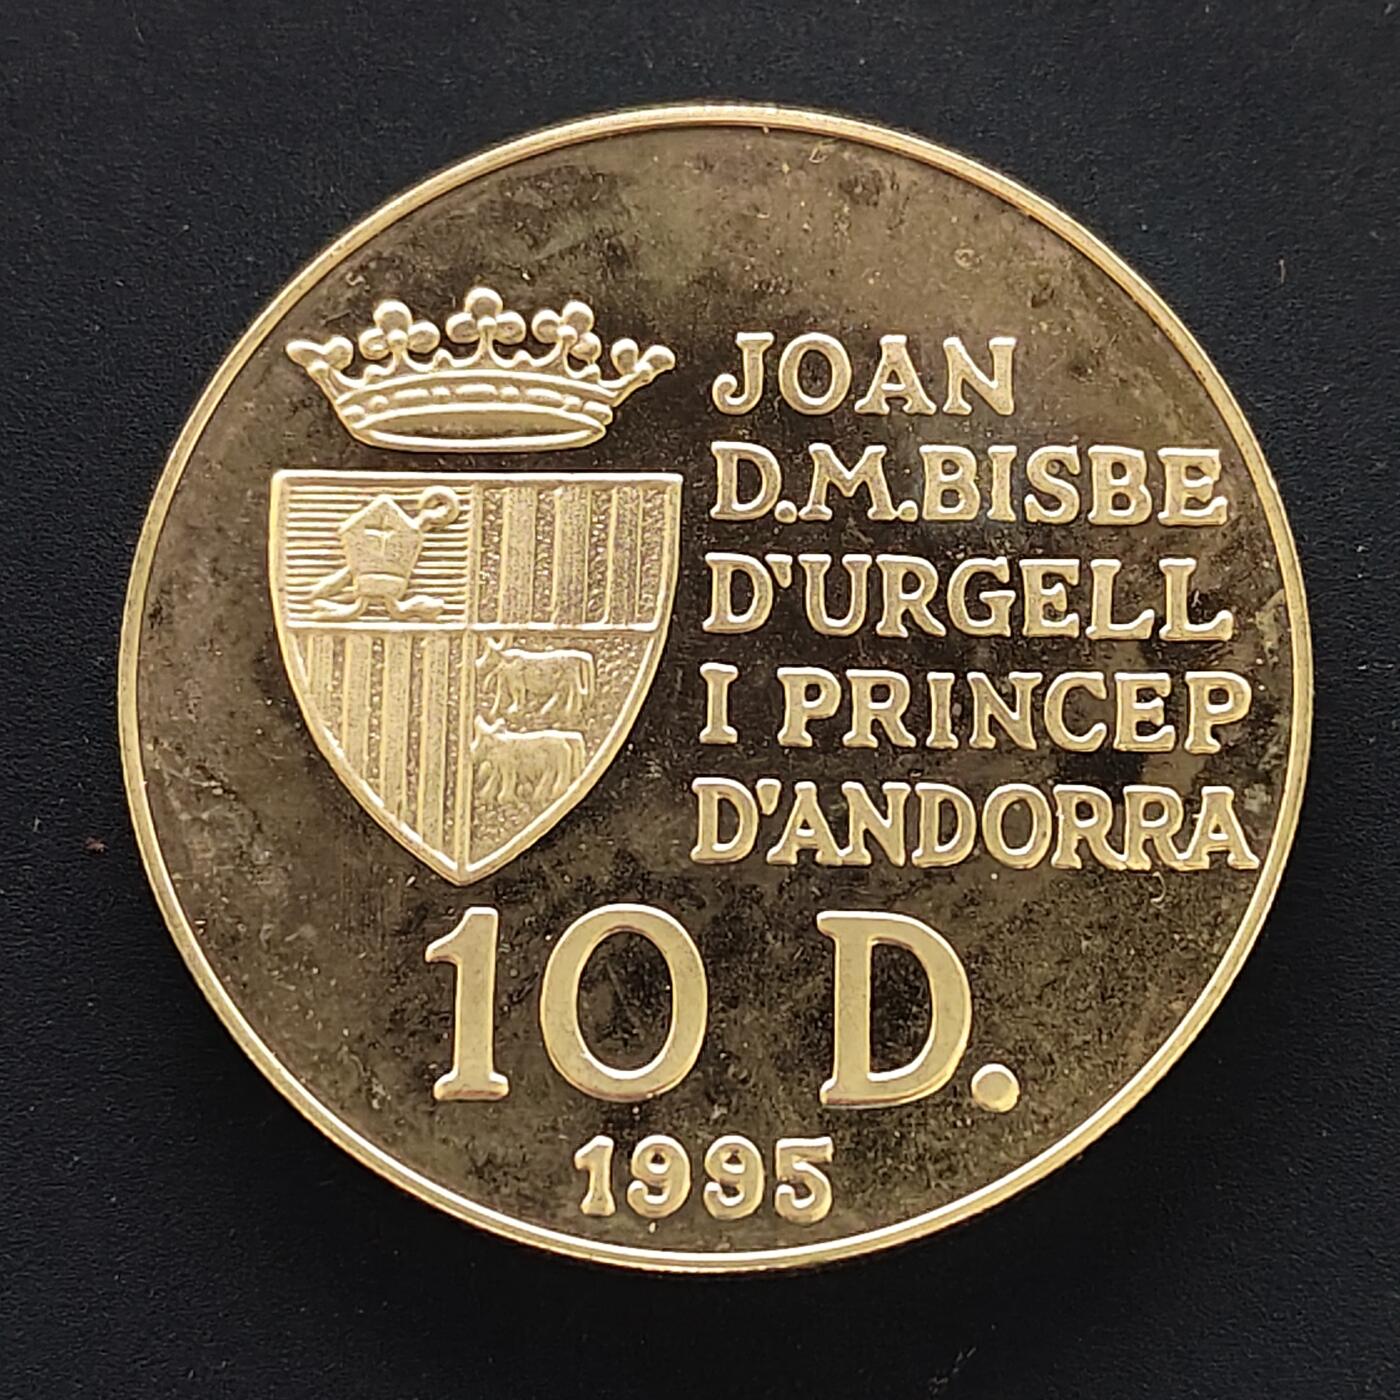 JOAN
D.M.BISBE
D'URGELL
I PRINCEP
D'ANDORRA
10 D.
1995